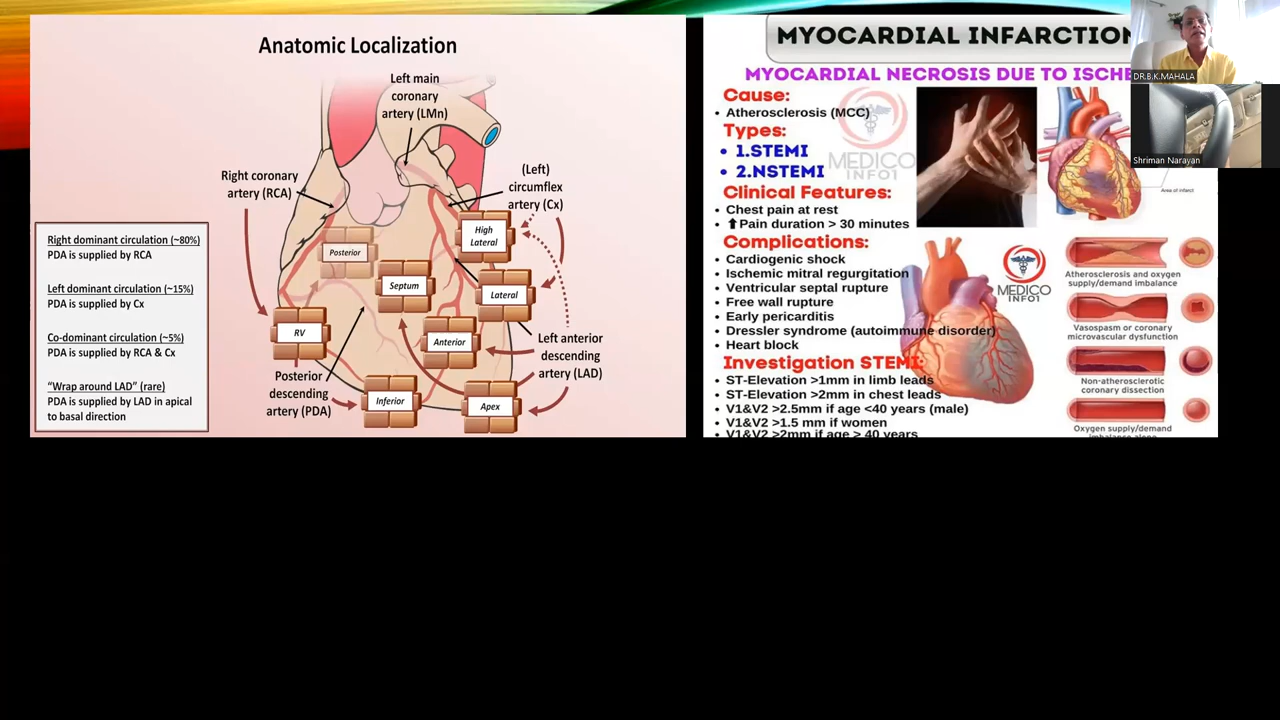 Anatomic Localization
Left main
coronary
artery (LMn)
Right coronary
artery (RCA)
(Left)
circumflex
artery (Cx)
High
Lateral
Posterior
Septum
Lateral
RV
Anterior
Left anterior
descending
artery (LAD)
Posterior
descending
artery (PDA)
Inferior
Apex
Right dominant circulation (~80%)
PDA is supplied by RCA
Left dominant circulation (~15%)
PDA is supplied by Cx
Co-dominant circulation (~5%)
PDA is supplied by RCA & Cx
“Wrap around LAD” (rare)
PDA is supplied by LAD in apical
to basal direction
MYOCARDIAL INFARCTION
MYOCARDIAL NECROSIS DUE TO ISCHE
Cause:
• Atherosclerosis (MCC)
Types:
• 1.STEMI
• 2.NSTEMI
MEDICO
INFO1
Clinical Features:
• Chest pain at rest
• ⬆Pain duration > 30 minutes
Complications:
• Cardiogenic shock
• Ischemic mitral regurgitation
• Ventricular septal rupture
• Free wall rupture
• Early pericarditis
• Dressler syndrome (autoimmune disorder)
• Heart block
Investigation STEMI:
• ST-Elevation >1mm in limb leads
• ST-Elevation >2mm in chest leads
• V1&V2 >2.5mm if age <40 years (male)
• V1&V2 >1.5 mm if women
• V1&V2 >2mm if age > 40 years
MEDICO
INFO1
Area of infarct
Atherosclerosis and oxygen
supply/demand imbalance
Vasospasm or coronary
microvascular dysfunction
Non-atherosclerotic
coronary dissection
Oxygen supply/demand
imbalance alone
DR.B.K.MAHALA
Shriman Narayan